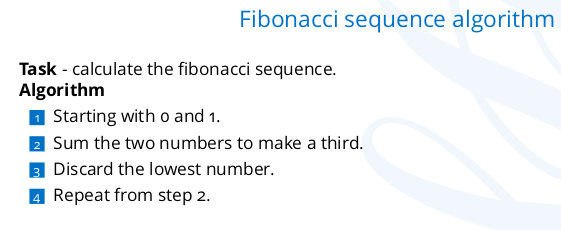 Fibonacci sequence algorithm
Task - calculate the fibonacci sequence.
Algorithm
1 Starting with 0 and 1.
2 Sum the two numbers to make a third.
3 Discard the lowest number.
4 Repeat from step 2.